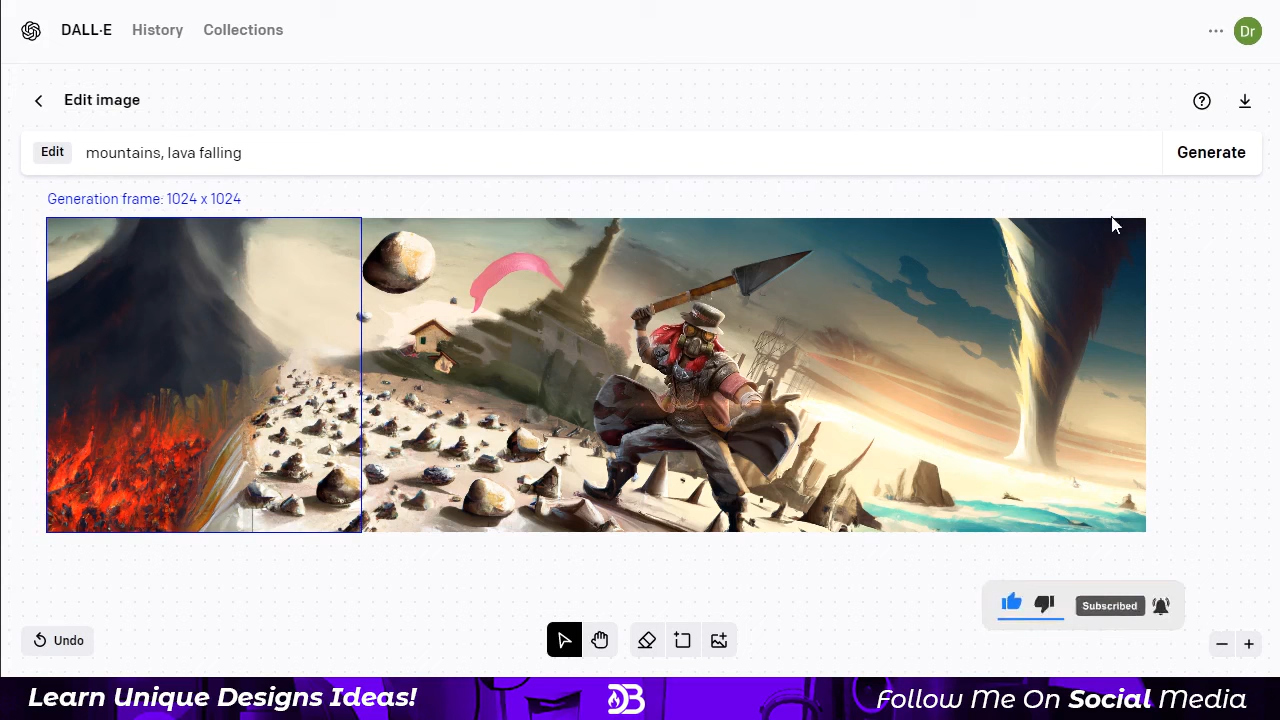 DALL·E History Collections
··· Dr
Edit image
Edit mountains, lava falling Generate
Generation frame: 1024 x 1024
Subscribed
Undo
Learn Unique Designs Ideas! DB Follow Me On Social Media